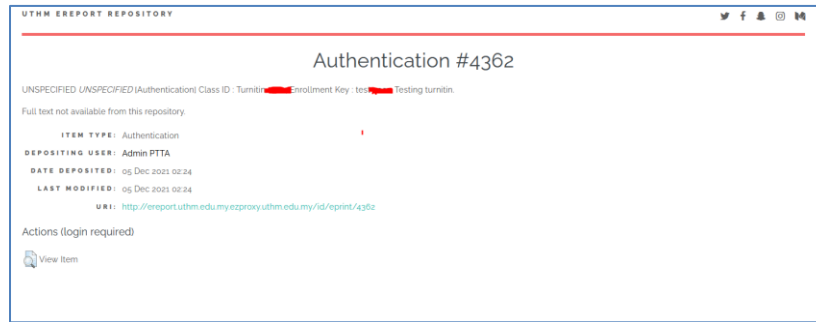 UTHM EREPORT REPOSITORY
Authentication #4362
UNSPECIFIED UNSPECIFIED [Authentication] Class ID : Turnitin Enrollment Key : Testing turnitin.
Full text not available from this repository.
ITEM TYPE: Authentication
DEPOSITING USER: Admin PTTA
DATE DEPOSITED: 05 Dec 2021 02:24
LAST MODIFIED: 05 Dec 2021 02:24
URI: http://ereport.uthm.edu.my.ezproxy.uthm.edu.my/id/eprint/4362
Actions (login required)
View Item